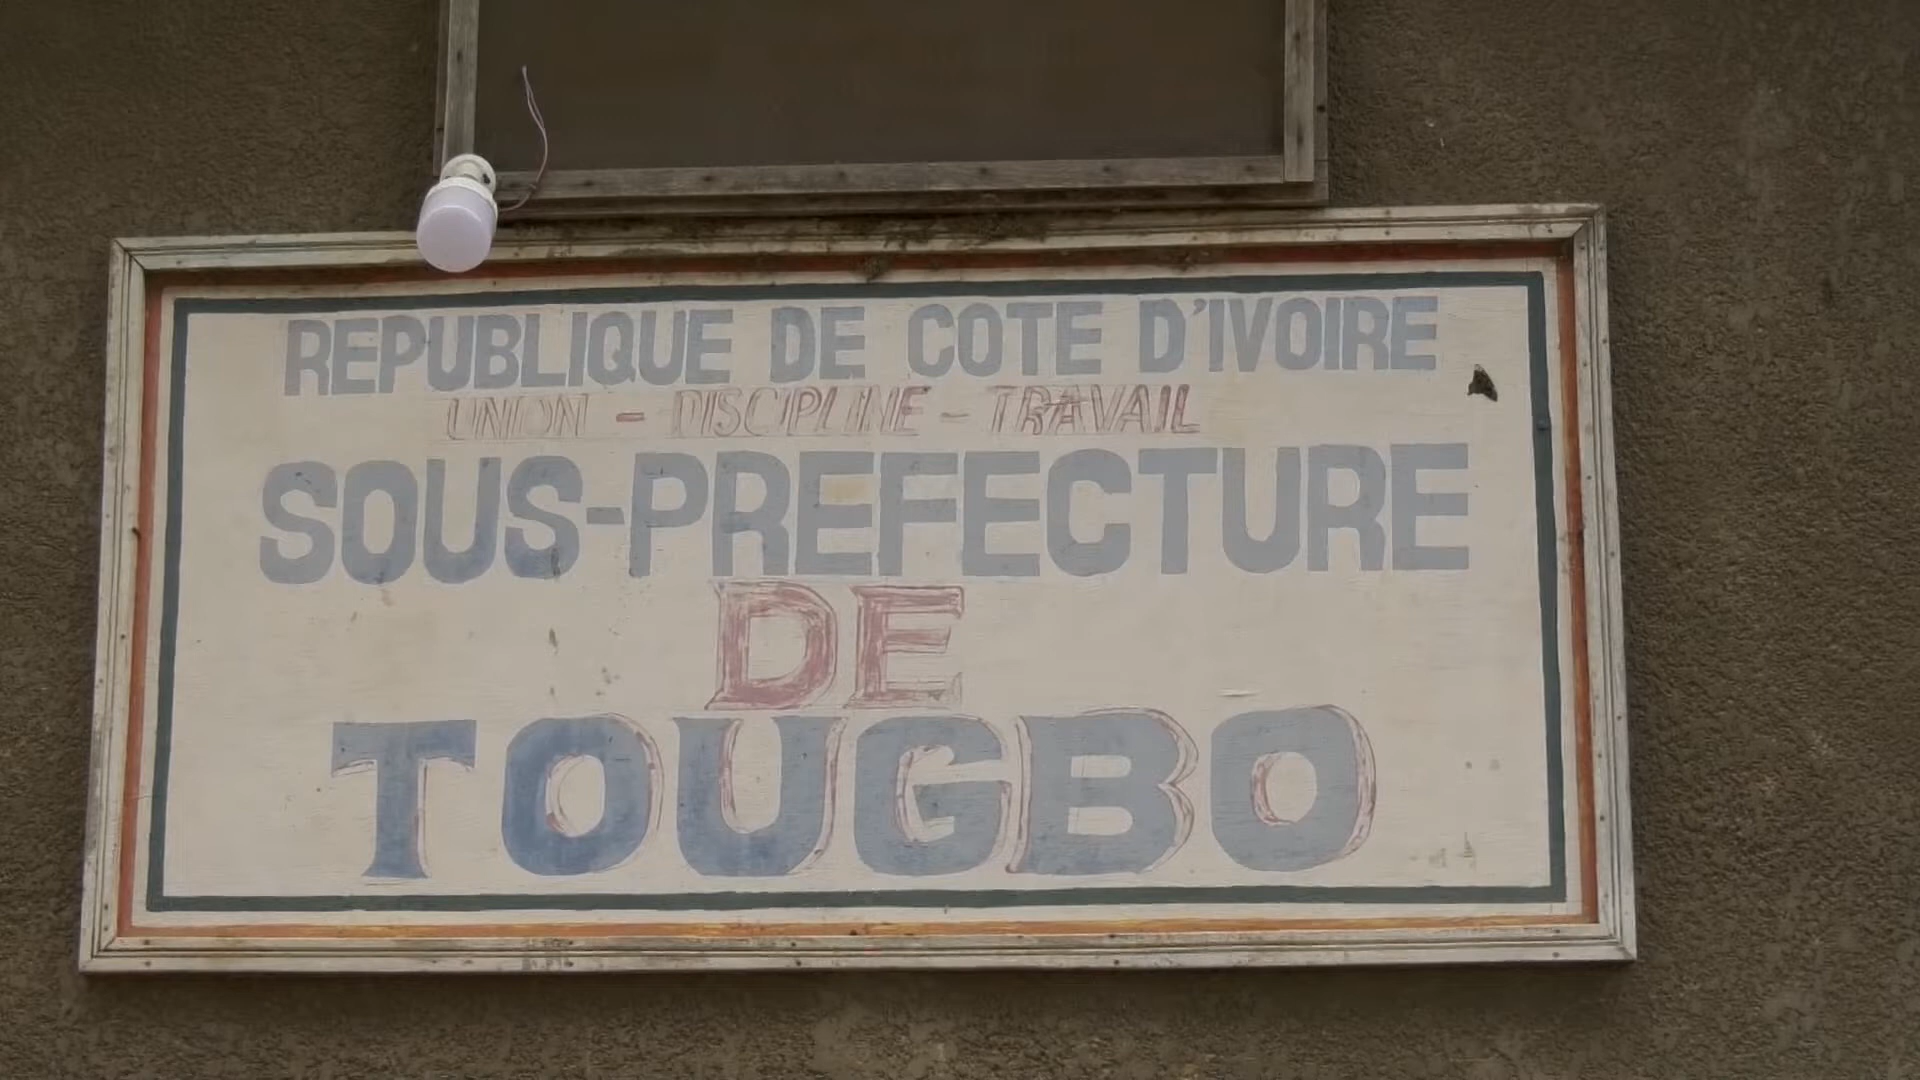 REPUBLIQUE DE COTE D'IVOIRE
UNION - DISCIPLINE - TRAVAIL
SOUS-PREFECTURE
DE
TOUGBO